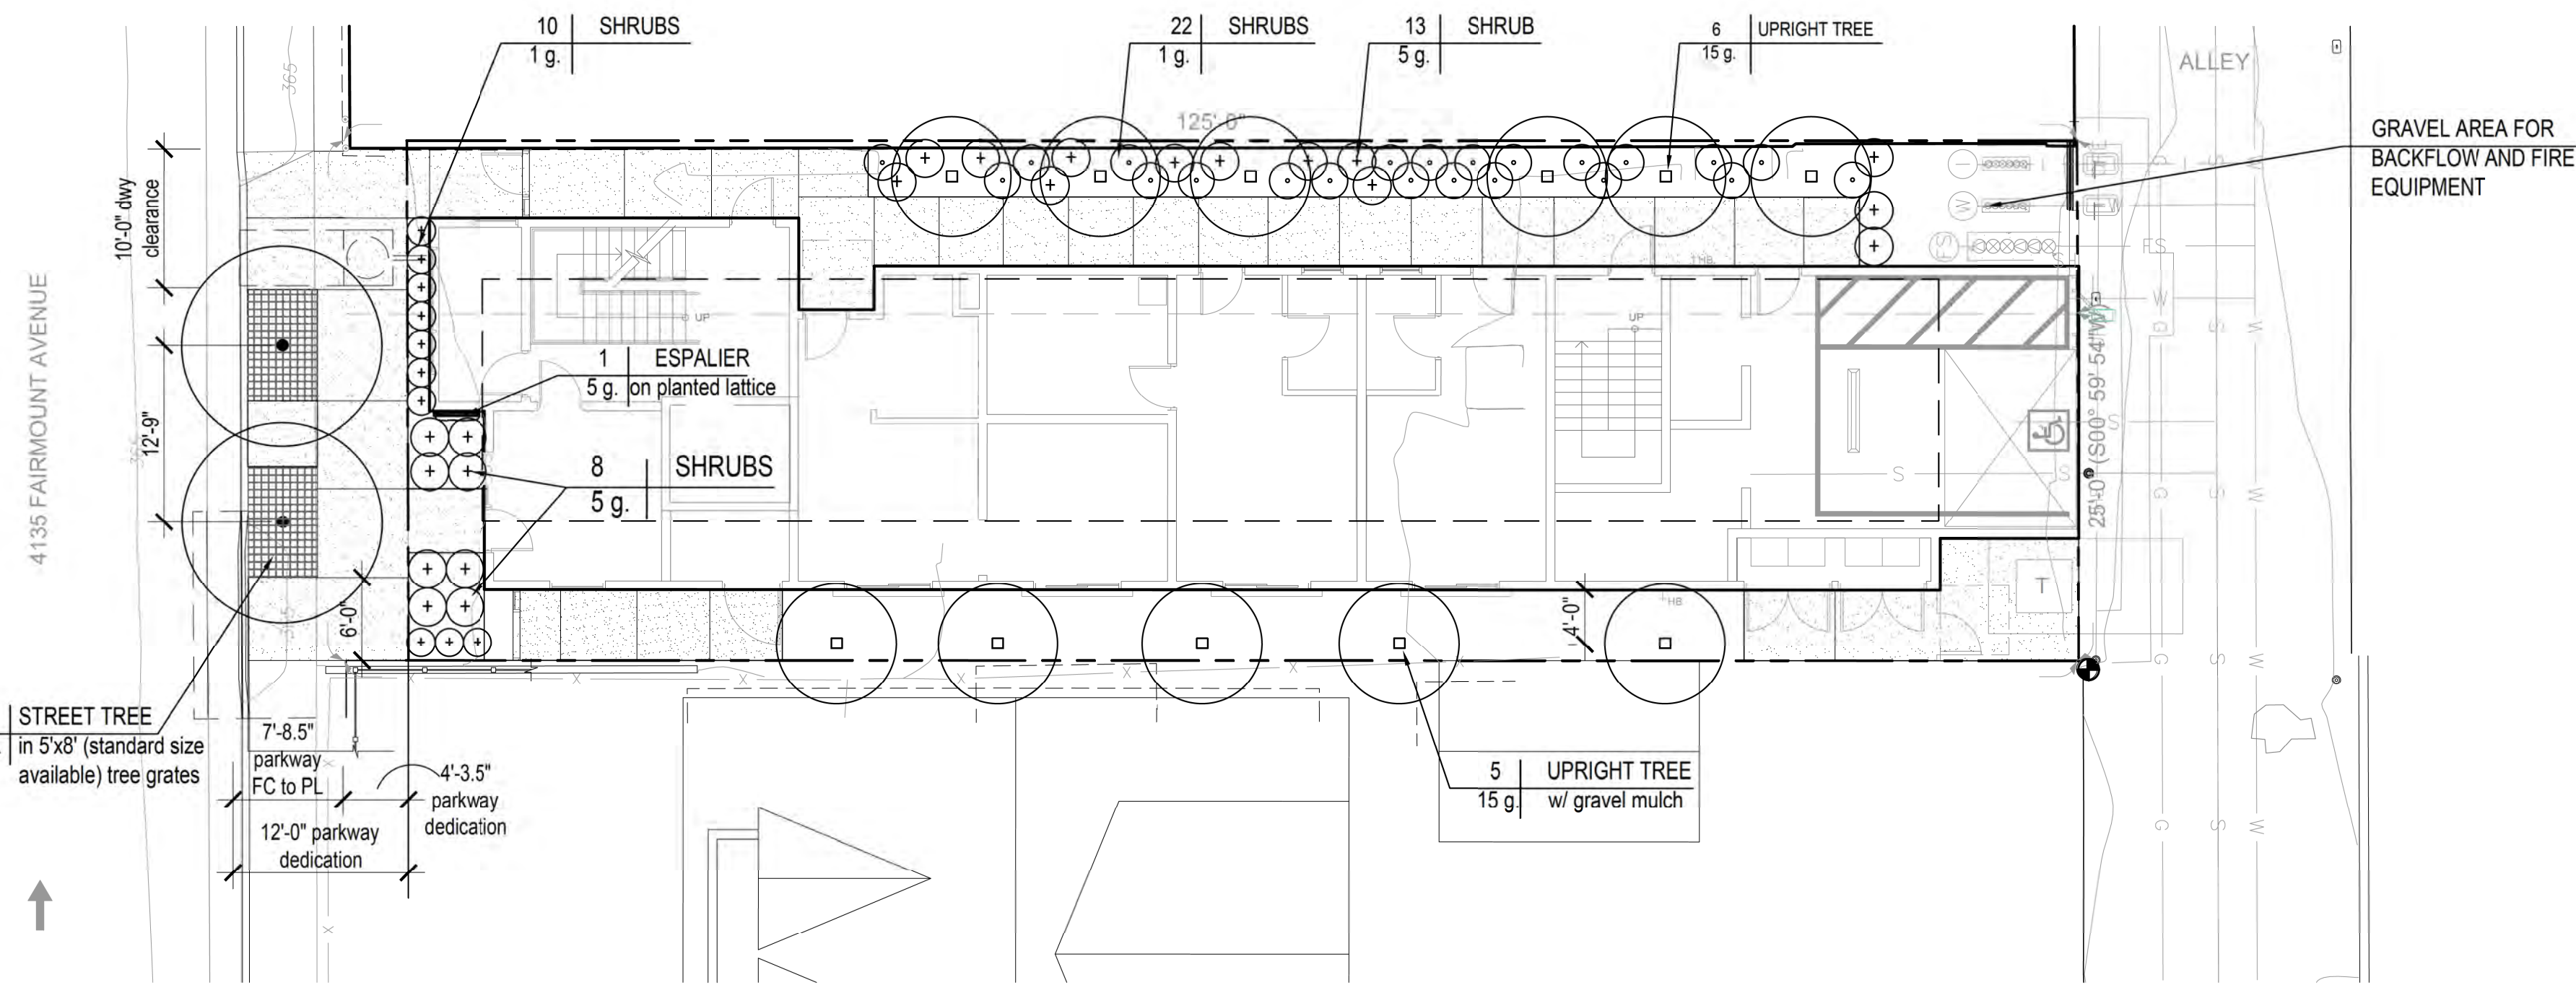 10 SHRUBS
1 g.
22 SHRUBS
1 g.
13 SHRUB
5 g.
6 UPRIGHT TREE
15 g.
ALLEY
GRAVEL AREA FOR
BACKFLOW AND FIRE
EQUIPMENT
365
125'-0"
10'-0" dwy
clearance
4135 FAIRMOUNT AVENUE
12'-9"
UP
1 ESPALIER
5 g. on planted lattice
8 SHRUBS
5 g.
UP
HB
I
W
FS
FS
W
25'-0" (S00° 59' 54"W)
S
S
S
T
G
S
W
6'-0"
4'-0"
HB
STREET TREE
in 5'x8' (standard size
available) tree grates
7'-8.5"
parkway
FC to PL
4'-3.5"
parkway
dedication
12'-0" parkway
dedication
5 UPRIGHT TREE
15 g. w/ gravel mulch
X
X
X
X
X
G
S
W
G
S
W